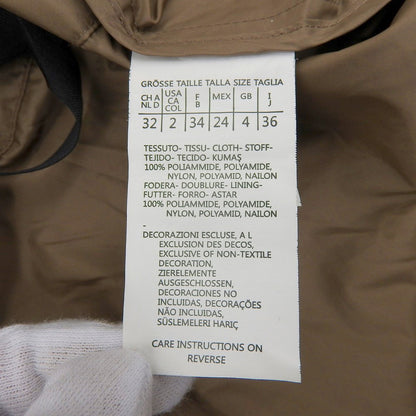 GRÖSSE TAILLE TALLA SIZE TAGLIA
CH A NL D USA CA COL F B MEX GB I J
32 2 34 24 4 36
TESSUTO- TISSU- CLOTH- STOFF-
TEJIDO- TECIDO- KUMAŞ
100% POLIAMMIDE, POLYAMIDE,
NYLON, POLYAMID, NAILON
FODERA- DOUBLURE- LINING-
FUTTER- FORRO- ASTAR
100% POLIAMMIDE, POLYAMIDE,
NYLON, POLYAMID, NAILON
-
DECORAZIONI ESCLUSE, A L
EXCLUSION DES DECOS,
EXCLUSIVE OF NON-TEXTILE
DECORATION,
ZIERELEMENTE
AUSGESCHLOSSEN,
DECORACIONES NO
INCLUIDAS, DECORAÇÕES
NÃO INCLUÍDAS,
SÜSLEMELERI HARIÇ
CARE INSTRUCTIONS ON
REVERSE